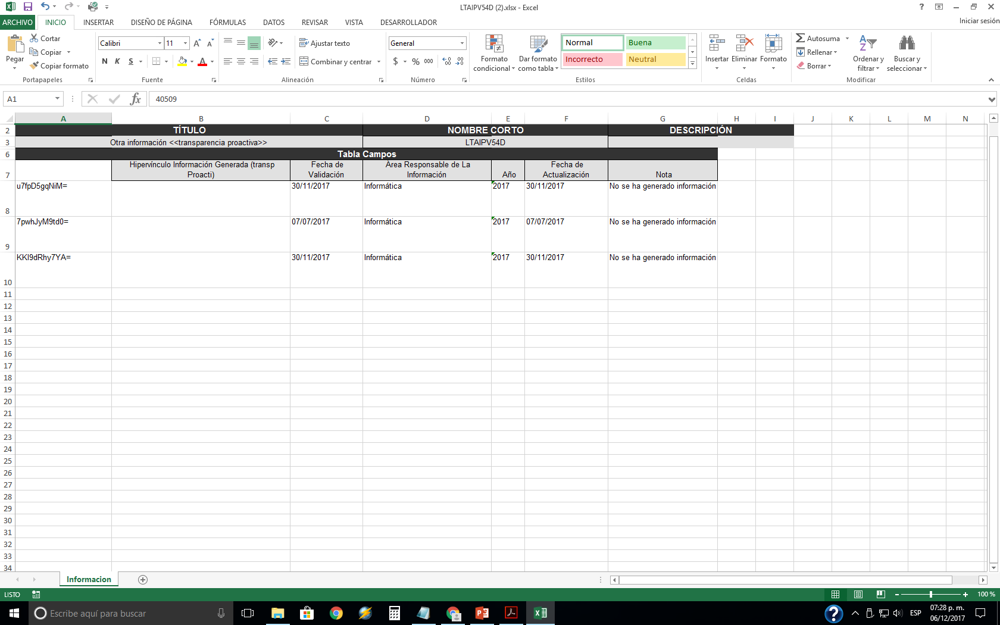 LTAIPV54D (2).xlsx - Excel
?
ARCHIVO INICIO INSERTAR DISEÑO DE PÁGINA FÓRMULAS DATOS REVISAR VISTA DESARROLLADOR Iniciar sesión
Pegar
Cortar
Copiar
Copiar formato
Portapapeles
Calibri 11
N K S
Fuente
Ajustar texto
Combinar y centrar
Alineación
General
$ % 000
Número
Formato condicional
Dar formato como tabla
Normal Buena
Incorrecto Neutral
Estilos
Insertar Eliminar Formato
Celdas
Autosuma
Rellenar
Borrar
Ordenar y filtrar
Buscar y seleccionar
Modificar
A1 fx 40509
A B C D E F G H I J K L M N
2 TÍTULO NOMBRE CORTO DESCRIPCIÓN
3 Otra información <<transparencia proactiva>> LTAIPV54D
6 Tabla Campos
7 Hipervínculo Información Generada (transp Proacti) Fecha de Validación Área Responsable de La Información Año Fecha de Actualización Nota
8 u7fpD5gqNiM= 30/11/2017 Informática 2017 30/11/2017 No se ha generado información
9 7pwhJyM9td0= 07/07/2017 Informática 2017 07/07/2017 No se ha generado información
10 KKl9dRhy7YA= 30/11/2017 Informática 2017 30/11/2017 No se ha generado información
11
12
13
14
15
16
17
18
19
20
21
22
23
24
25
26
27
28
29
30
31
32
33
34
Informacion
LISTO 100 %
Escribe aquí para buscar
ESP
07:28 p. m.
06/12/2017